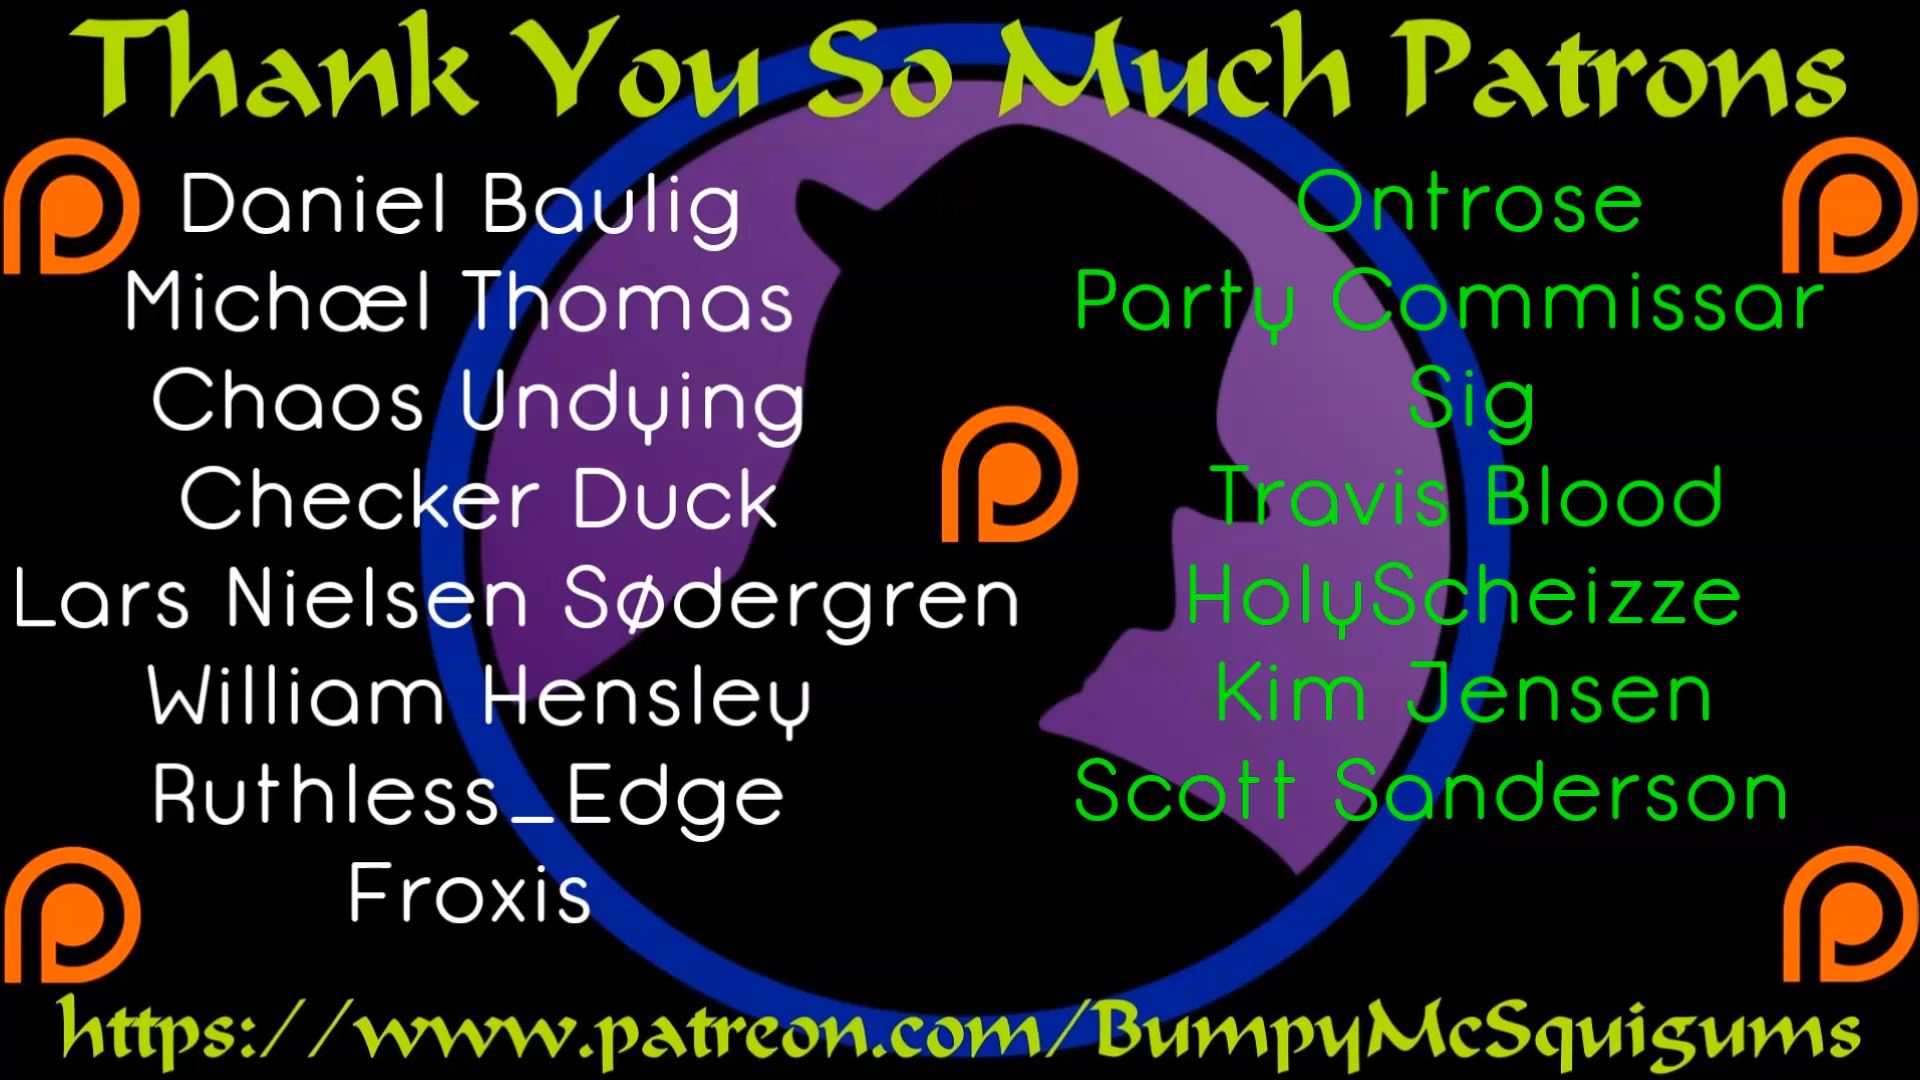 Thank You So Much Patrons
Daniel Baulig
Michæl Thomas
Chaos Undying
Checker Duck
Lars Nielsen Sødergren
William Hensley
Ruthless_Edge
Froxis
Ontrose
Party Commissar
Sig
Travis Blood
HolyScheizze
Kim Jensen
Scott Sanderson
https://www.patreon.com/BumpyMcSquigums